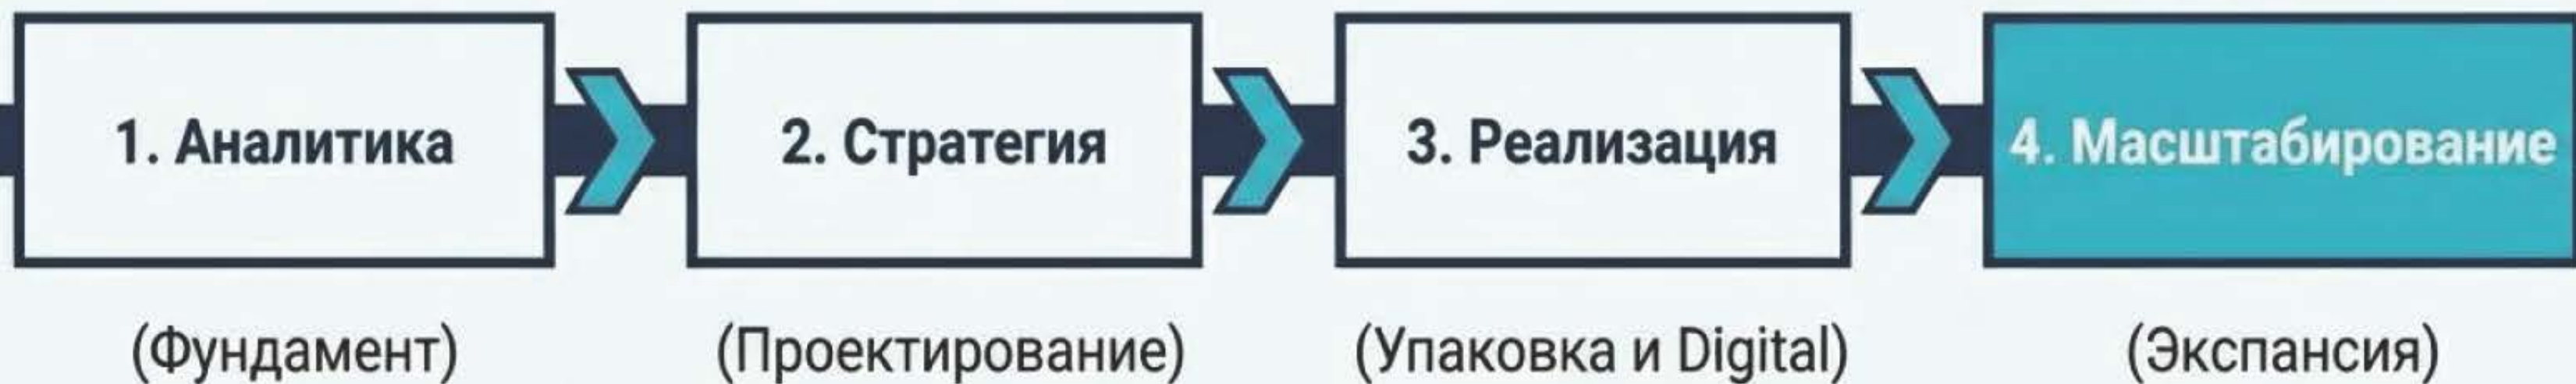 1. Аналитика
2. Стратегия
3. Реализация
4. Масштабирование
(Фундамент)
(Проектирование)
(Упаковка и Digital)
(Экспансия)